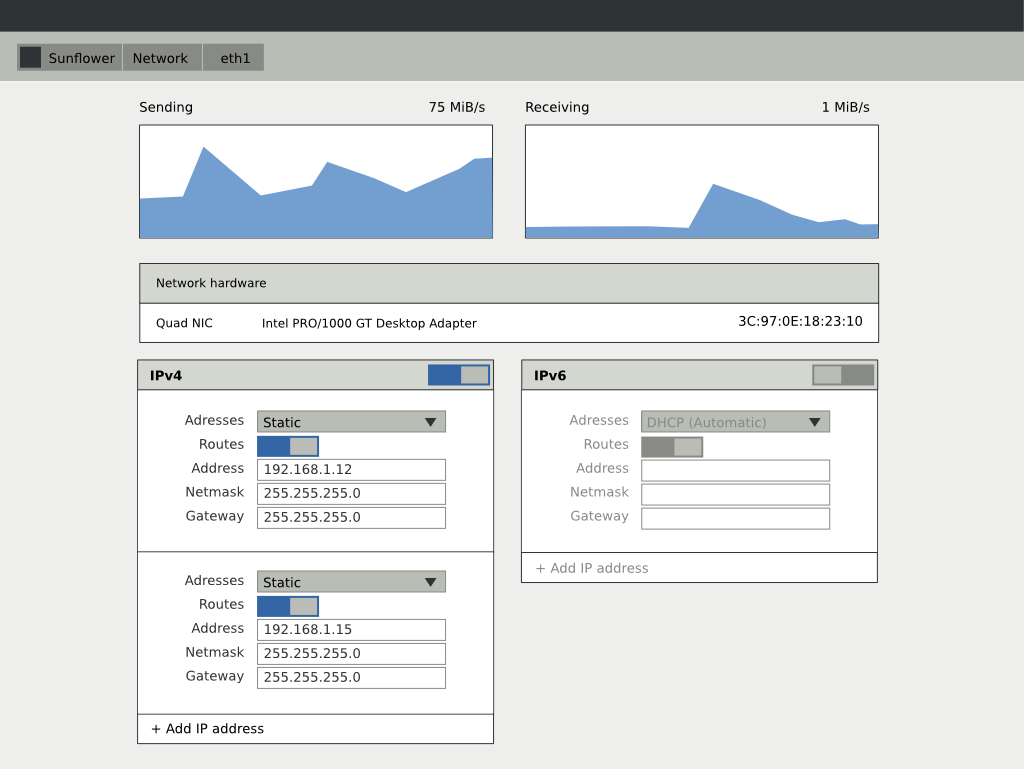 Sunflower Network eth1
Sending 75 MiB/s
Receiving 1 MiB/s
Network hardware
Quad NIC Intel PRO/1000 GT Desktop Adapter 3C:97:0E:18:23:10
IPv4
Adresses Static
Routes
Address 192.168.1.12
Netmask 255.255.255.0
Gateway 255.255.255.0
Adresses Static
Routes
Address 192.168.1.15
Netmask 255.255.255.0
Gateway 255.255.255.0
+ Add IP address
IPv6
Adresses DHCP (Automatic)
Routes
Address
Netmask
Gateway
+ Add IP address